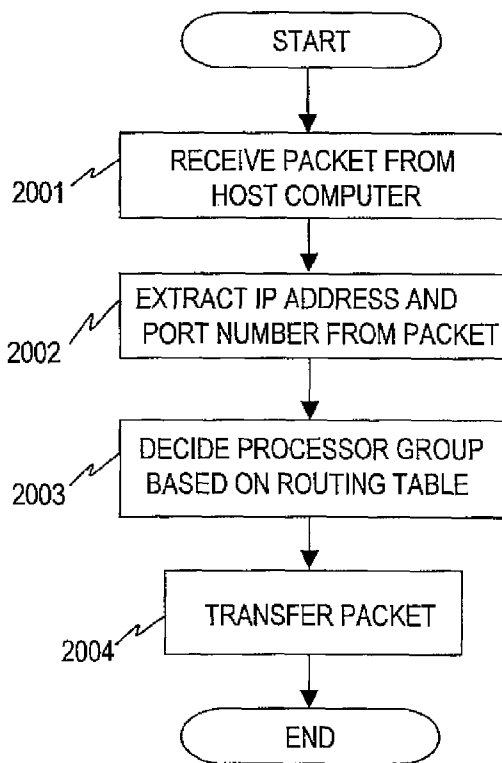 START
2001
RECEIVE PACKET FROM
HOST COMPUTER
2002
EXTRACT IP ADDRESS AND
PORT NUMBER FROM PACKET
2003
DECIDE PROCESSOR GROUP
BASED ON ROUTING TABLE
2004
TRANSFER PACKET
END